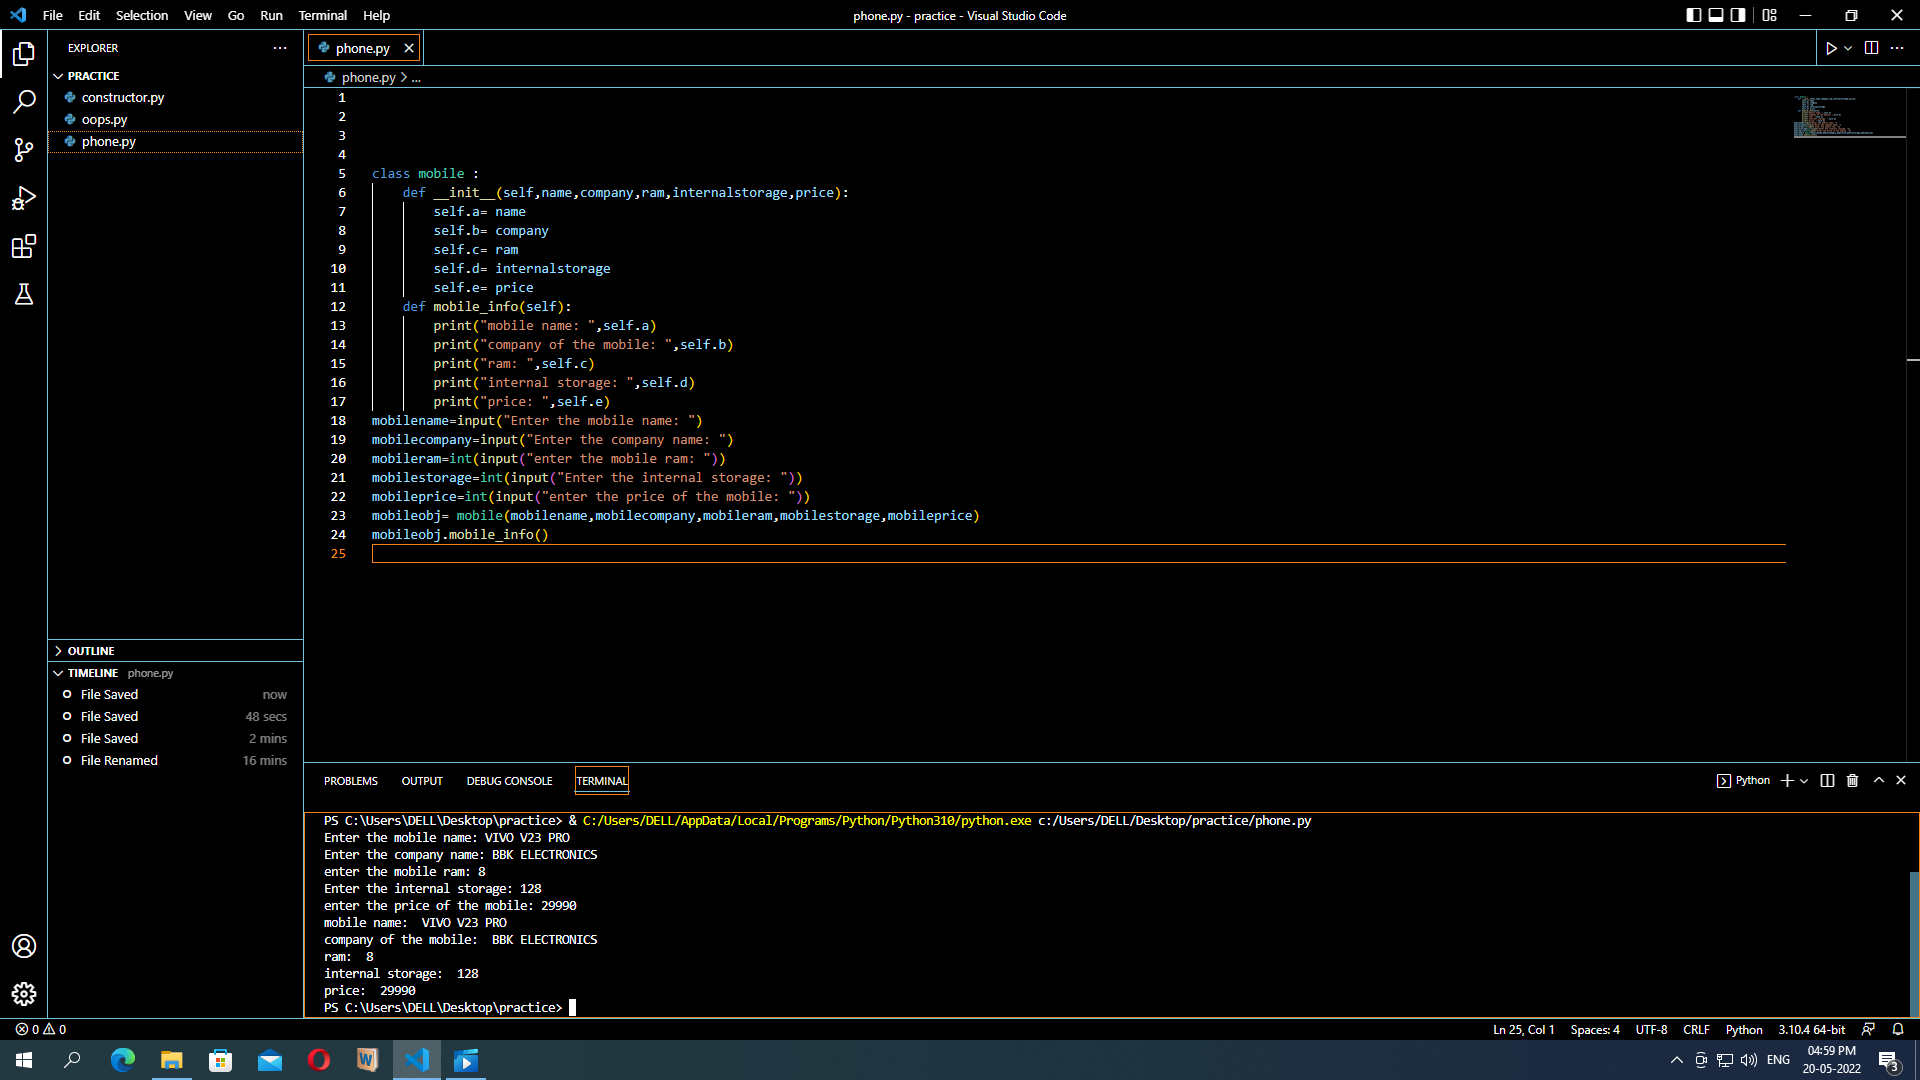 File Edit Selection View Go Run Terminal Help
phone.py - practice - Visual Studio Code
EXPLORER
PRACTICE
constructor.py
oops.py
phone.py
OUTLINE
TIMELINE phone.py
File Saved now
File Saved 48 secs
File Saved 2 mins
File Renamed 16 mins
phone.py
phone.py > ...
1
2
3
4
5 class mobile :
6 def __init__(self,name,company,ram,internalstorage,price):
7 self.a= name
8 self.b= company
9 self.c= ram
10 self.d= internalstorage
11 self.e= price
12 def mobile_info(self):
13 print("mobile name: ",self.a)
14 print("company of the mobile: ",self.b)
15 print("ram: ",self.c)
16 print("internal storage: ",self.d)
17 print("price: ",self.e)
18 mobilename=input("Enter the mobile name: ")
19 mobilecompany=input("Enter the company name: ")
20 mobileram=int(input("enter the mobile ram: "))
21 mobilestorage=int(input("Enter the internal storage: "))
22 mobileprice=int(input("enter the price of the mobile: "))
23 mobileobj= mobile(mobilename,mobilecompany,mobileram,mobilestorage,mobileprice)
24 mobileobj.mobile_info()
25
PROBLEMS OUTPUT DEBUG CONSOLE TERMINAL
Python
PS C:\Users\DELL\Desktop\practice> & C:/Users/DELL/AppData/Local/Programs/Python/Python310/python.exe c:/Users/DELL/Desktop/practice/phone.py
Enter the mobile name: VIVO V23 PRO
Enter the company name: BBK ELECTRONICS
enter the mobile ram: 8
Enter the internal storage: 128
enter the price of the mobile: 29990
mobile name:  VIVO V23 PRO
company of the mobile:  BBK ELECTRONICS
ram:  8
internal storage:  128
price:  29990
PS C:\Users\DELL\Desktop\practice>
0 0
Ln 25, Col 1 Spaces: 4 UTF-8 CRLF Python 3.10.4 64-bit
W
ENG
04:59 PM
20-05-2022
3